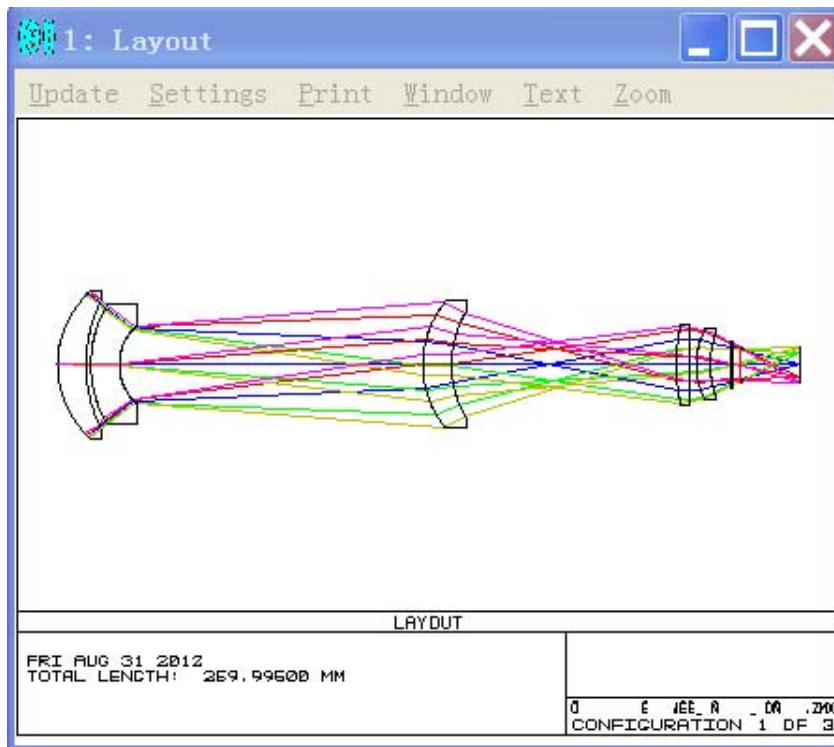 1: Layout
Update Settings Print Window Text Zoom
LAYOUT
FRI AUG 31 2012
TOTAL LENGTH: 269.99600 MM
CONFIGURATION 1 OF 3